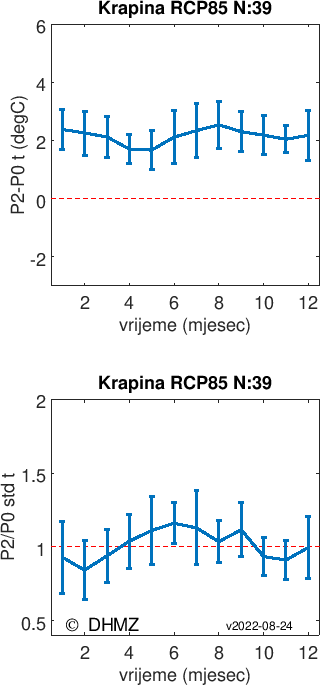 Krapina RCP85 N:39
6
4
2
0
-2
P2-P0 t (degC)
2 4 6 8 10 12
vrijeme (mjesec)
Krapina RCP85 N:39
2
1.5
1
0.5
P2/P0 std t
© DHMZ
v2022-08-24
2 4 6 8 10 12
vrijeme (mjesec)